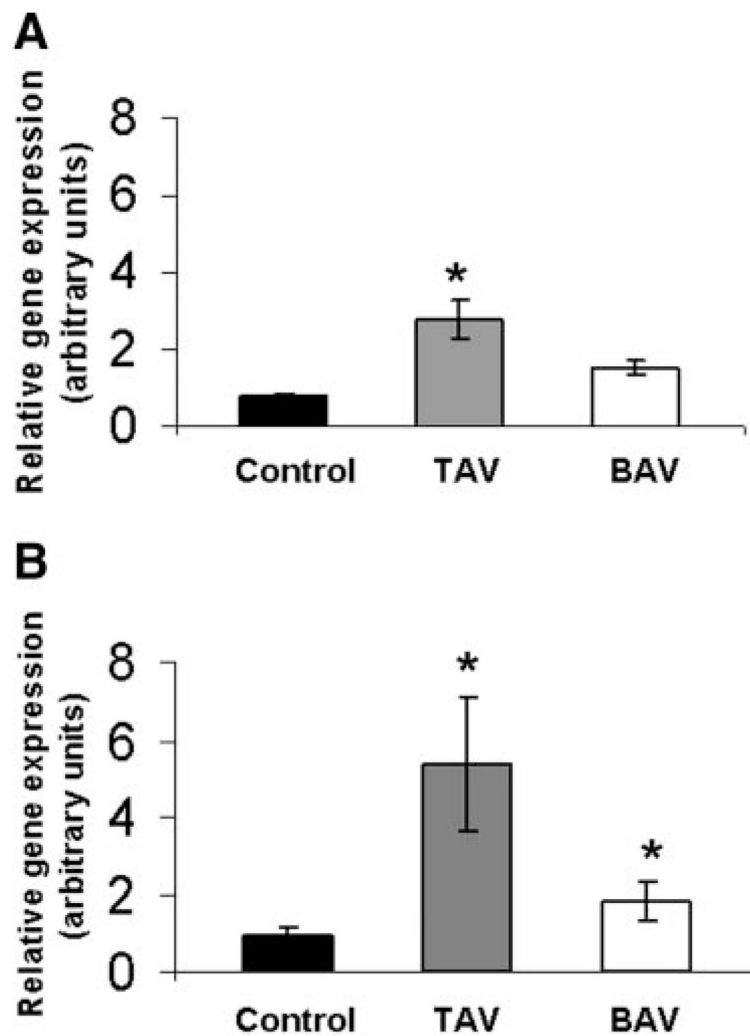 A
Relative gene expression
(arbitrary units)
8
6
4
2
0
*
Control TAV BAV
B
Relative gene expression
(arbitrary units)
8
6
4
2
0
*
*
Control TAV BAV